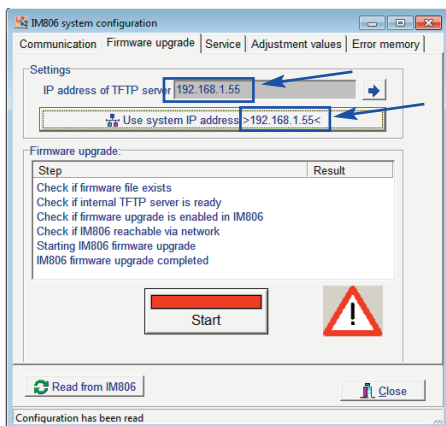 IM806 system configuration
Communication Firmware upgrade Service Adjustment values Error memory
Settings
IP address of TFTP server 192.168.1.55
Use system IP address >192.168.1.55<
Firmware upgrade:
Step Result
Check if firmware file exists
Check if internal TFTP server is ready
Check if firmware upgrade is enabled in IM806
Check if IM806 reachable via network
Starting IM806 firmware upgrade
IM806 firmware upgrade completed
Start
Read from IM806 Close
Configuration has been read